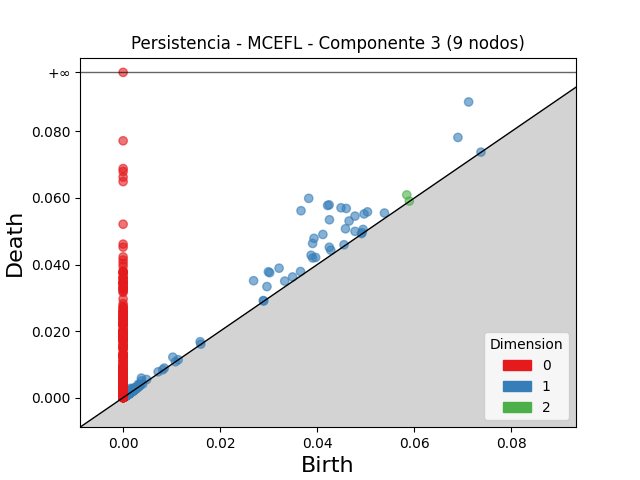 Persistencia - MCEFL - Componente 3 (9 nodos)
+∞
0.080
0.060
0.040
0.020
0.000
Death
0.00 0.02 0.04 0.06 0.08
Birth
Dimension
0
1
2